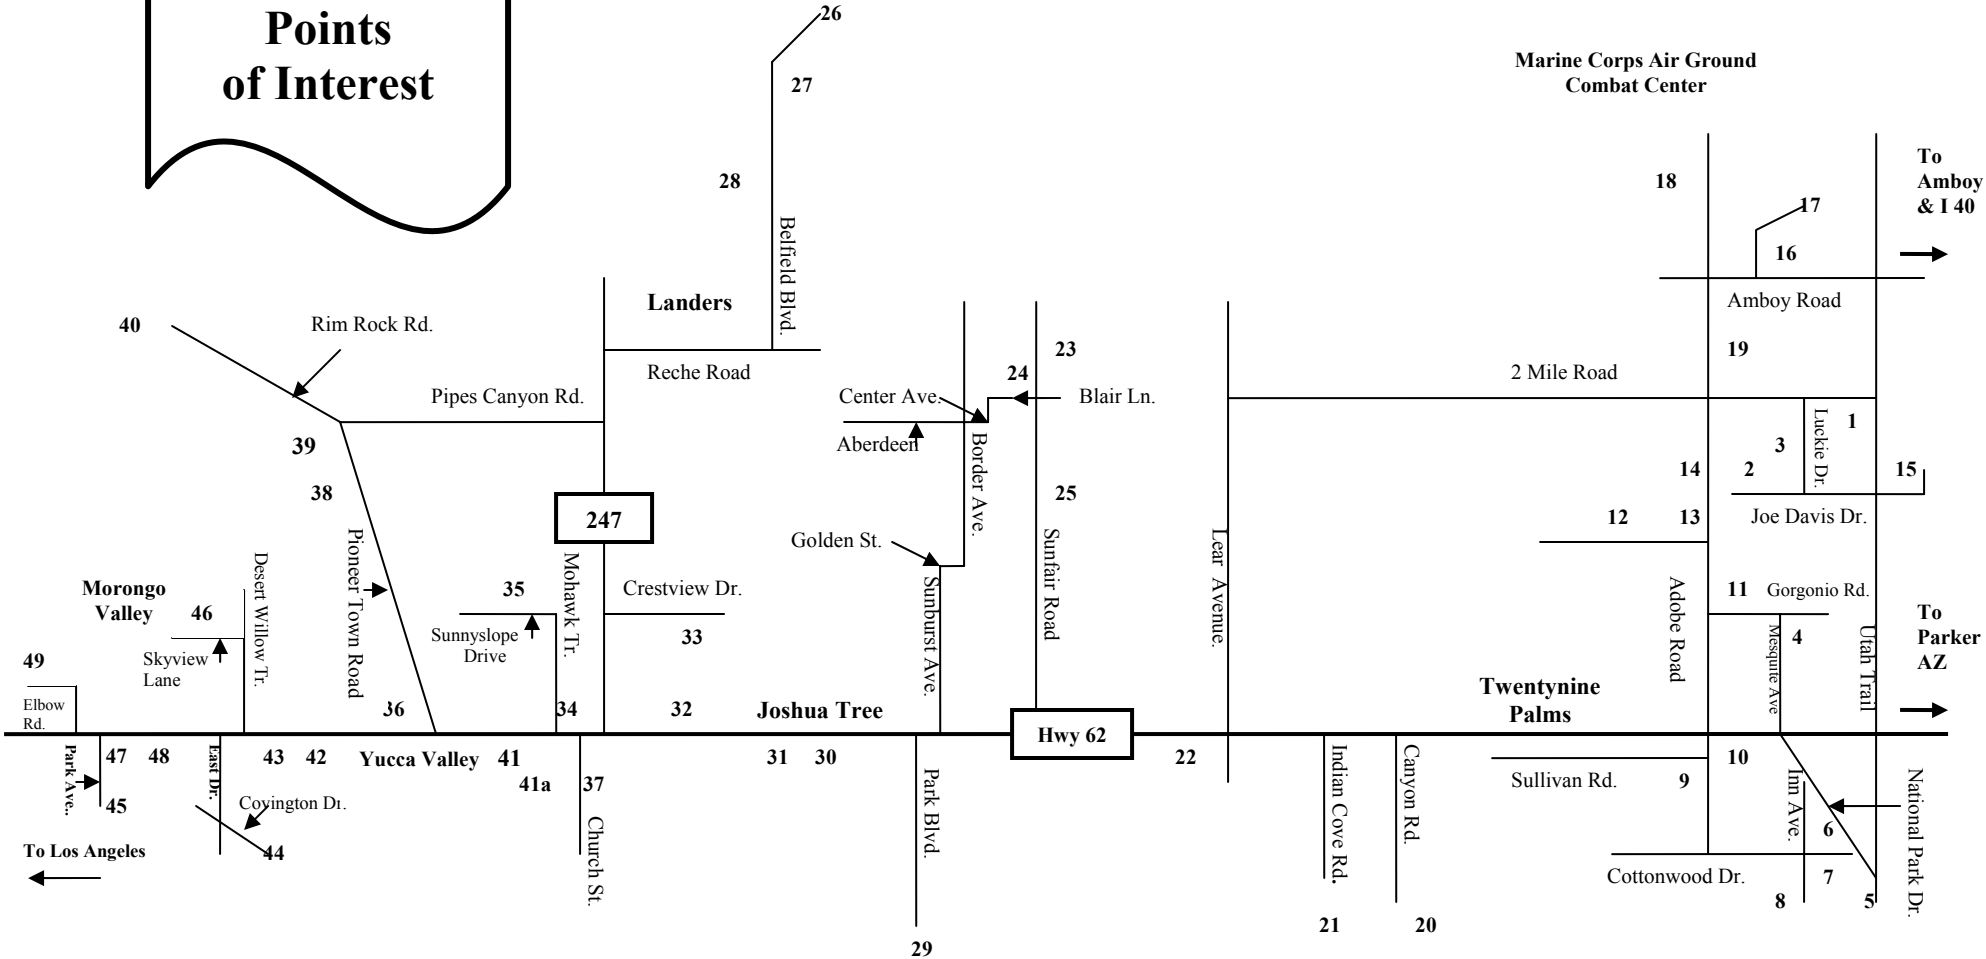 Points
of Interest
26
27
28
Belfield Blvd.
Marine Corps Air Ground
Combat Center
18
17
16
To
Amboy
& I 40
Amboy Road
19
40
Rim Rock Rd.
Landers
Reche Road
Pipes Canyon Rd.
39
38
23
24
Center Ave.
Blair Ln.
Aberdeen
Border Ave.
25
2 Mile Road
Luckie Dr.
1
3
2
14
15
12
13
Joe Davis Dr.
247
Golden St.
Pioneer Town Road
Desert Willow Tr.
Mohawk Tr.
Sunburst Ave.
Sunfair Road
Lear Avenue.
Adobe Road
Morongo
Valley
46
35
Crestview Dr.
11
Gorgonio Rd.
Sunnyslope
Drive
33
Mesquite Ave
4
Utah Trail
To
Parker
AZ
49
Skyview
Lane
Elbow
Rd.
36
34
32
Joshua Tree
Twentynine
Palms
Hwy 62
Park Ave..
47
48
East Dr.
43
42
Yucca Valley
41
41a
37
31
30
22
Indian Cove Rd.
Canyon Rd.
Sullivan Rd.
9
10
Inn Ave.
National Park Dr.
45
Covington Dr.
44
Church St.
Park Blvd.
6
To Los Angeles
Cottonwood Dr.
7
8
5
21
20
29